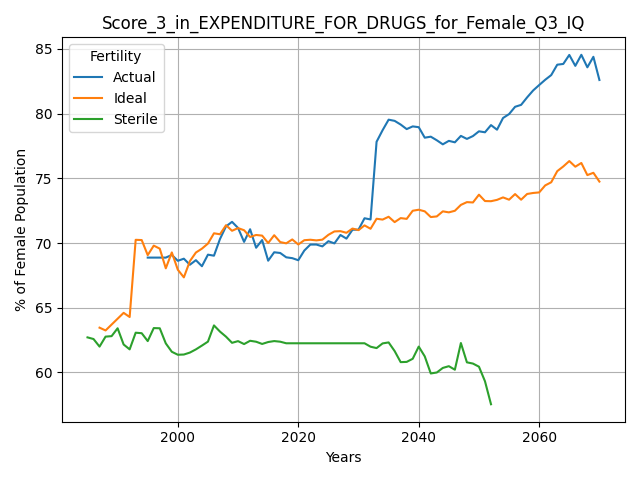 Score_3_in_EXPENDITURE_FOR_DRUGS_for_Female_Q3_IQ
Fertility
Actual
Ideal
Sterile
% of Female Population
85
80
75
70
65
60
2000
2020
2040
2060
Years